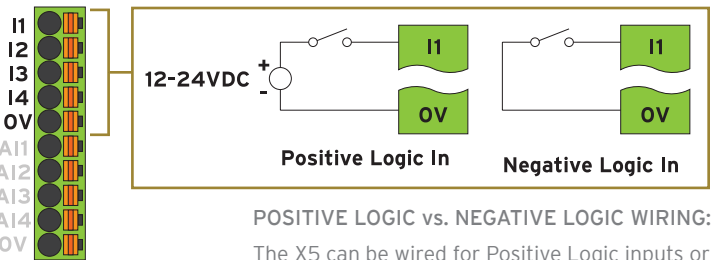 I1
I2
I3
I4
0V
AI1
AI2
AI3
AI4
0V
12-24VDC
+
-
I1
0V
Positive Logic In
I1
0V
Negative Logic In
POSITIVE LOGIC vs. NEGATIVE LOGIC WIRING:
The X5 can be wired for Positive Logic inputs or